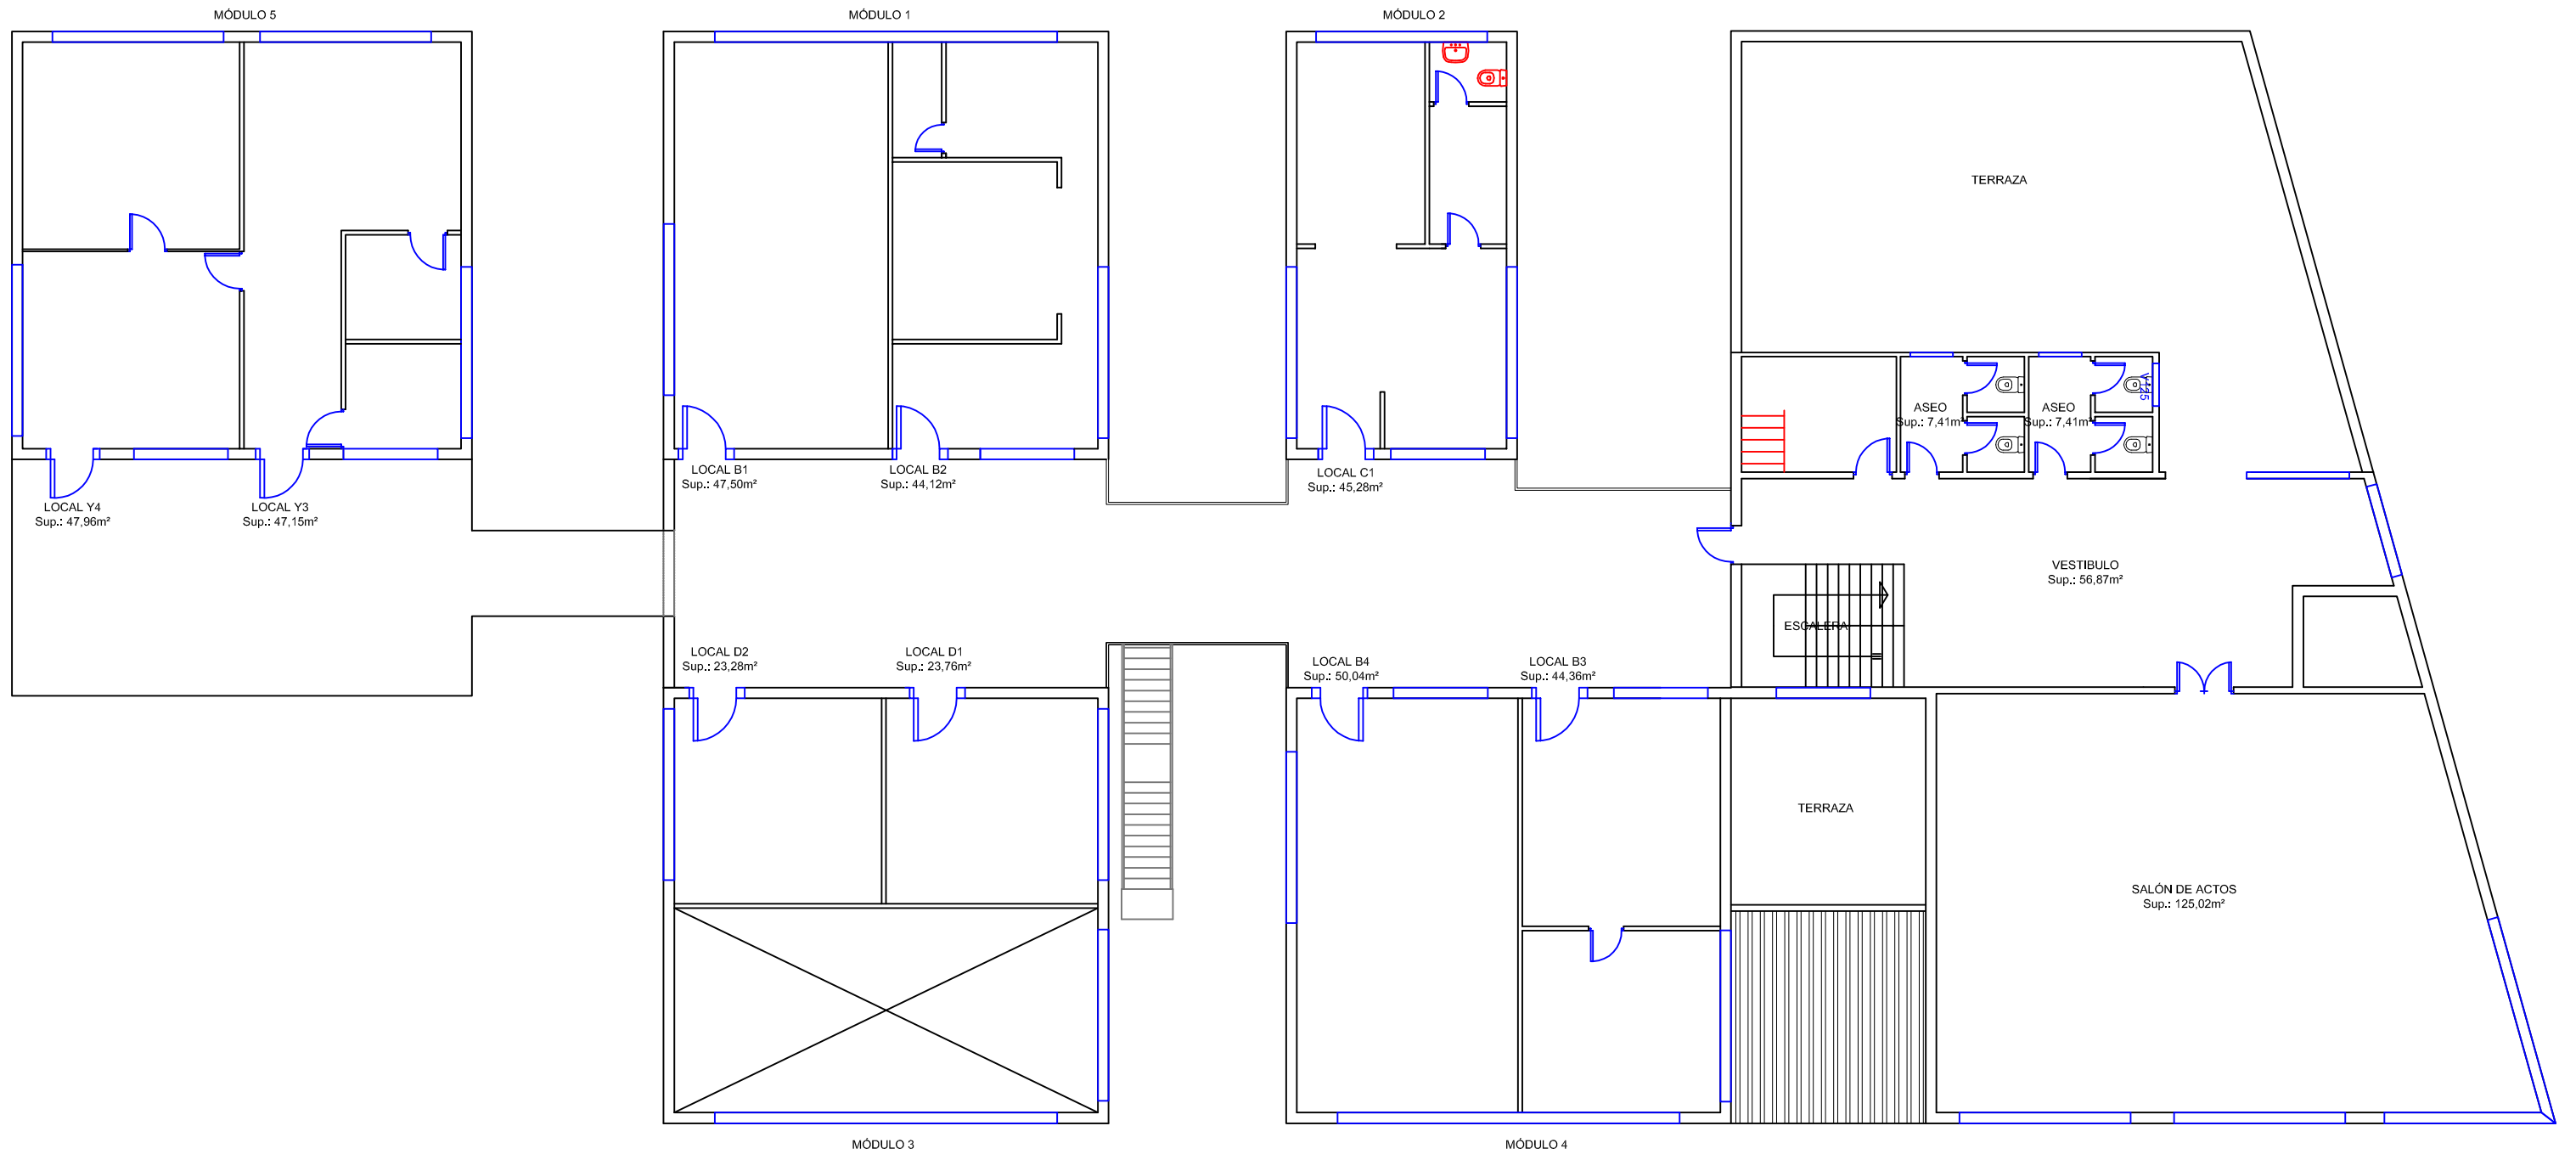 MÓDULO 5
MÓDULO 1
MÓDULO 2
TERRAZA
ASEO
Sup.: 7,41m²
ASEO
Sup.: 7,41m²
LOCAL B1
Sup.: 47,50m²
LOCAL B2
Sup.: 44,12m²
LOCAL C1
Sup.: 45,28m²
LOCAL Y4
Sup.: 47,96m²
LOCAL Y3
Sup.: 47,15m²
VESTIBULO
Sup.: 56,87m²
ESCALERA
LOCAL D2
Sup.: 23,28m²
LOCAL D1
Sup.: 23,76m²
LOCAL B4
Sup.: 50,04m²
LOCAL B3
Sup.: 44,36m²
TERRAZA
SALÓN DE ACTOS
Sup.: 125,02m²
MÓDULO 3
MÓDULO 4